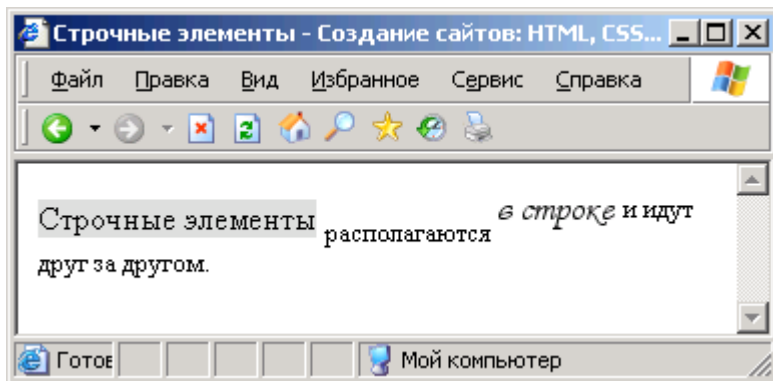 Строчные элементы - Создание сайтов: HTML, CSS...
Файл Правка Вид Избранное Сервис Справка
Строчные элементы располагаются в строке и идут
друг за другом.
Готов Мой компьютер